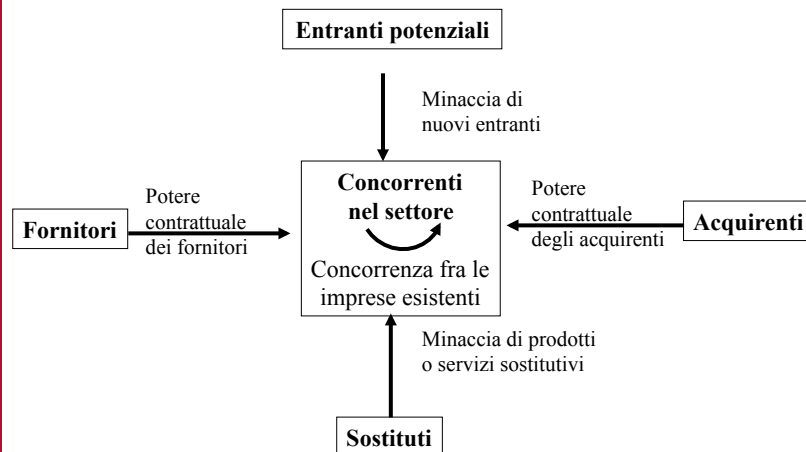 Entranti potenziali
Minaccia di
nuovi entranti
Concorrenti
nel settore
Concorrenza fra le
imprese esistenti
Fornitori
Potere
contrattuale
dei fornitori
Potere
contrattuale
degli acquirenti
Acquirenti
Minaccia di prodotti
o servizi sostitutivi
Sostituti